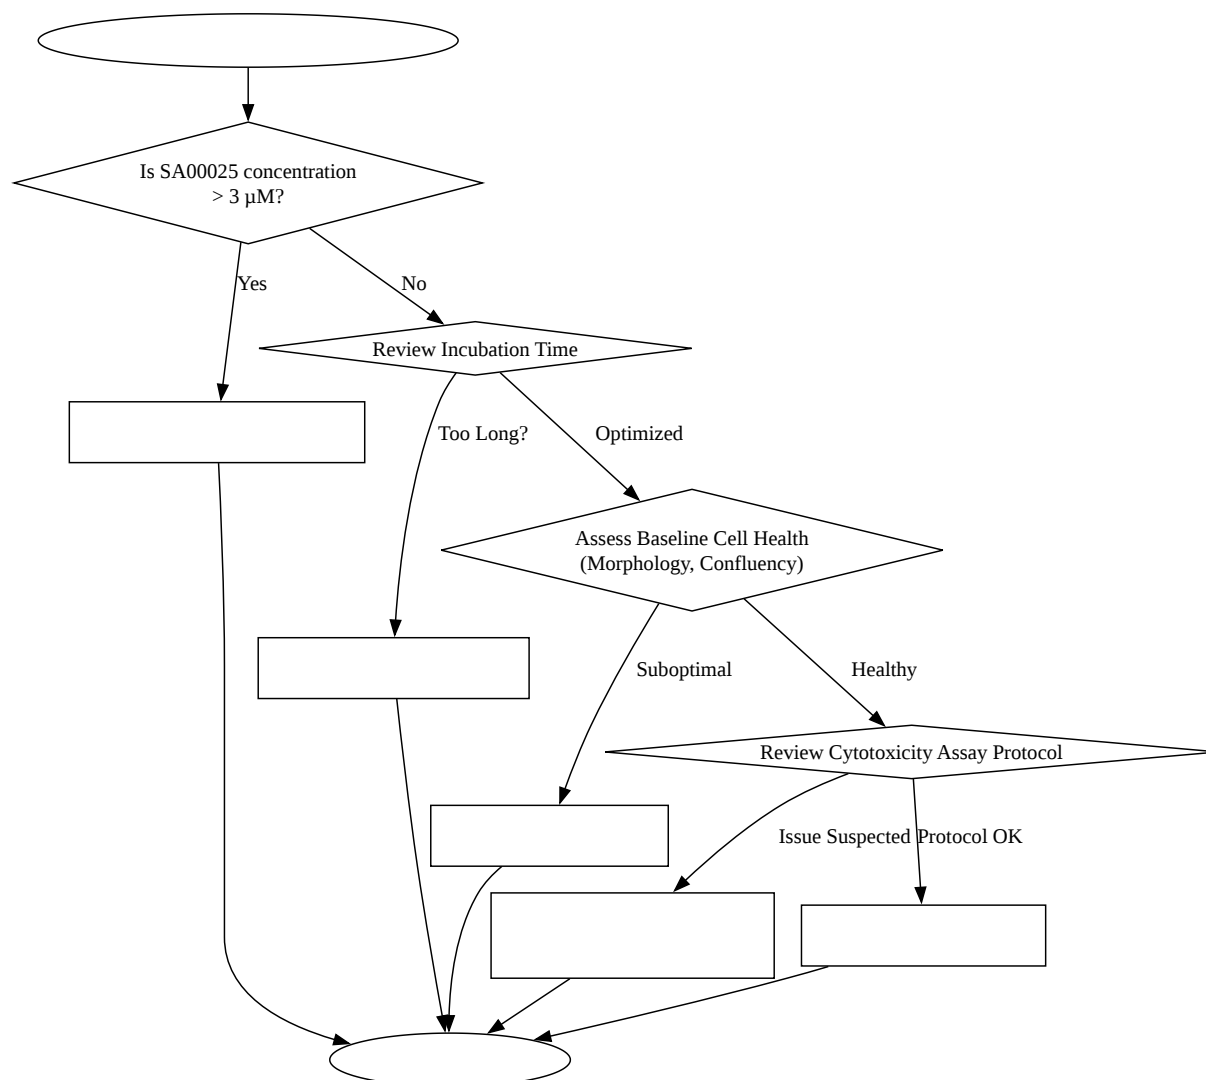 Is SA00025 concentration
> 3 µM?
Yes
No
Review Incubation Time
Too Long?
Optimized
Assess Baseline Cell Health
(Morphology, Confluency)
Suboptimal
Healthy
Review Cytotoxicity Assay Protocol
Issue Suspected
Protocol OK